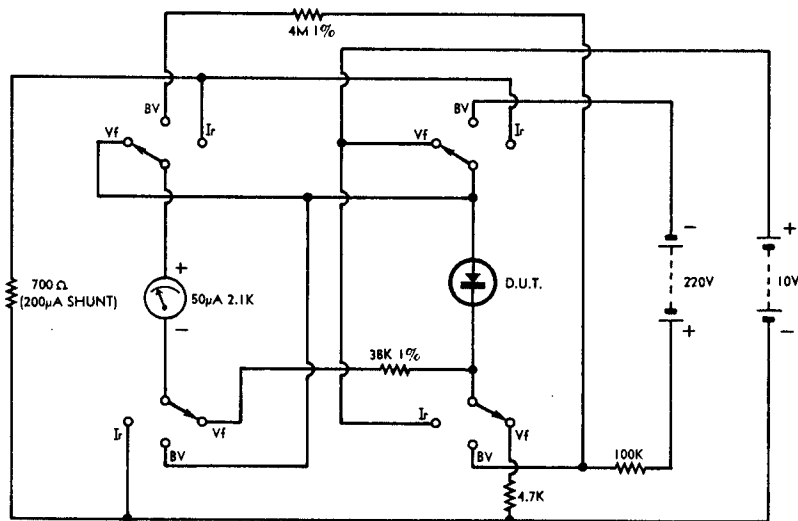 4M 1%
BV
Ir
Vf
BV
Ir
Vf
+
700 Ω
(200µA SHUNT)
50µA 2.1K
−
D.U.T.
−
220V
+
+
10V
−
38K 1%
Ir
Vf
BV
Ir
Vf
BV
100K
4.7K